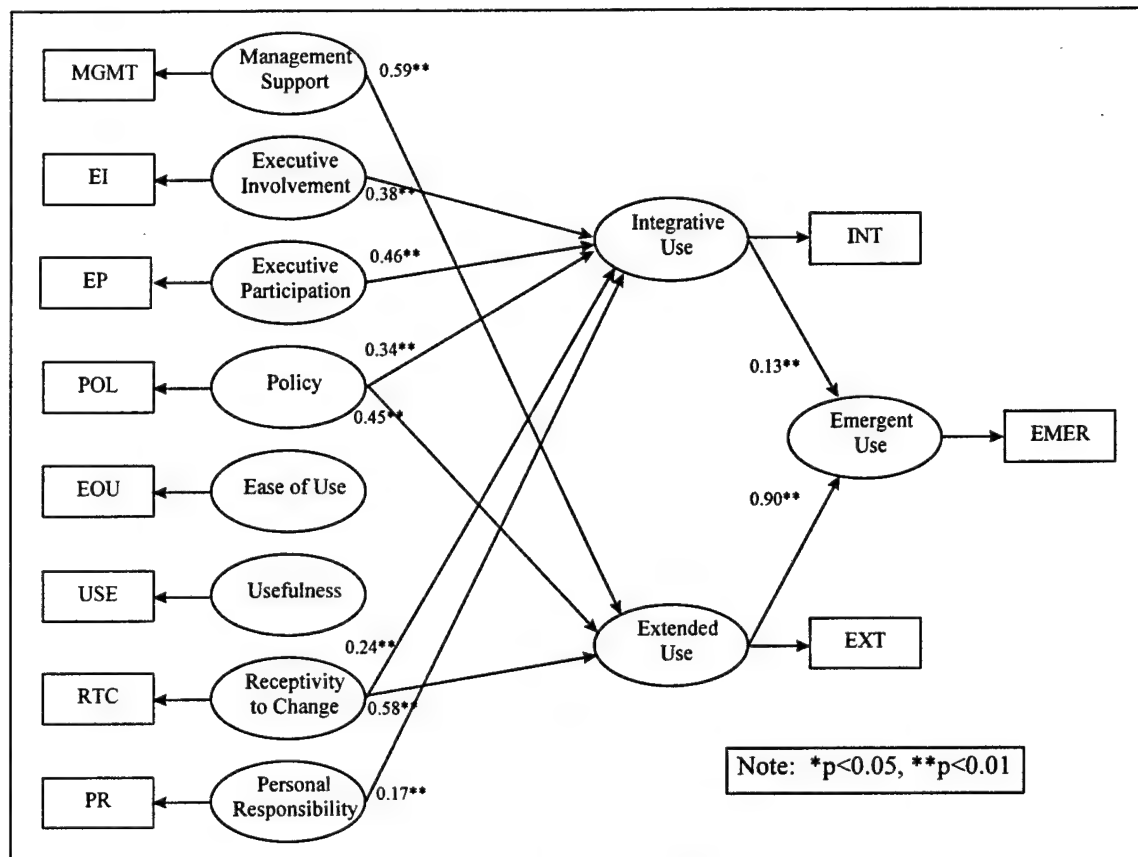 MGMT
Management
Support
0.59**
EI
Executive
Involvement
0.38**
EP
Executive
Participation
0.46**
POL
Policy
0.34**
0.45**
EOU
Ease of Use
USE
Usefulness
RTC
Receptivity
to Change
0.24**
0.58**
PR
Personal
Responsibility
0.17**
Integrative
Use
INT
0.13**
Emergent
Use
EMER
0.90**
Extended
Use
EXT
Note: *p<0.05, **p<0.01